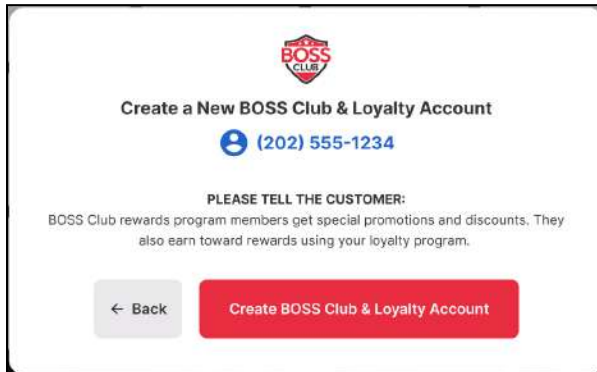 BOSS
CLUB
Create a New BOSS Club & Loyalty Account
(202) 555-1234
PLEASE TELL THE CUSTOMER:
BOSS Club rewards program members get special promotions and discounts. They
also earn toward rewards using your loyalty program.
← Back
Create BOSS Club & Loyalty Account